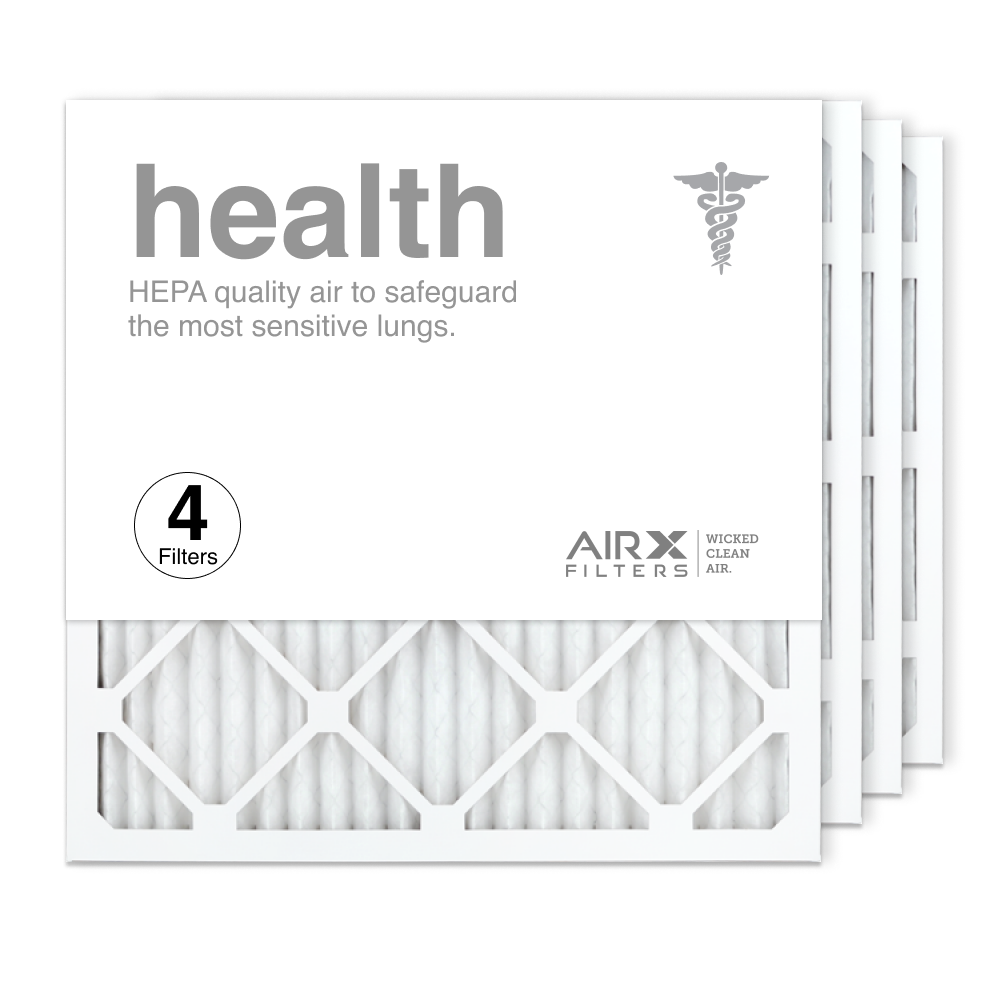 health
HEPA quality air to safeguard
the most sensitive lungs.
4
Filters
AIRX
FILTERS
WICKED
CLEAN
AIR.